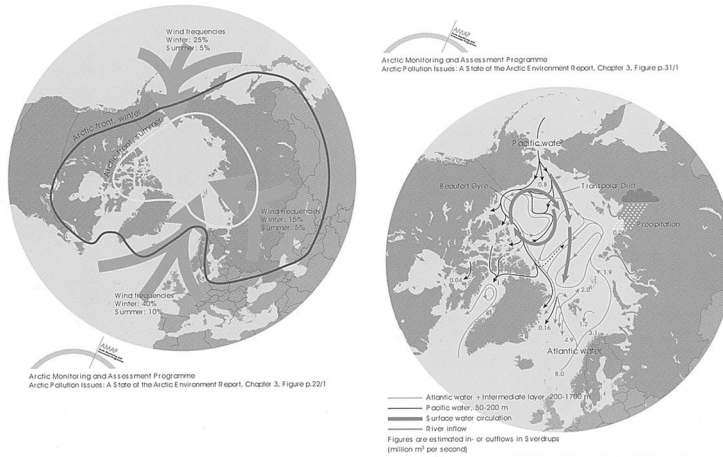 Wind frequencies
Winter: 25%
Summer: 5%
Arctic front, winter
Arctic front, summer
Wind frequencies
Winter: 15%
Summer: 5%
Wind frequencies
Winter: 40%
Summer: 10%
AMAP
Arctic Monitoring and Assessment Programme
Arctic Pollution Issues: A State of the Arctic Environment Report, Chapter 3, Figure p.22/1
AMAP
Arctic Monitoring and Assessment Programme
Arctic Pollution Issues: A State of the Arctic Environment Report, Chapter 3, Figure p.31/1
Pacific water
0.8
Beaufort Gyre
Transpolar Drift
Precipitation
0.04
1.9
2.0
0.16
1.2
3.1
4.9
Atlantic water
8.0
Atlantic water + Intermediate layer, 200-1700 m
Pacific water, 50-200 m
Surface water circulation
River inflow
Figures are estimated in- or outflows in Sverdrups
(million m³ per second)